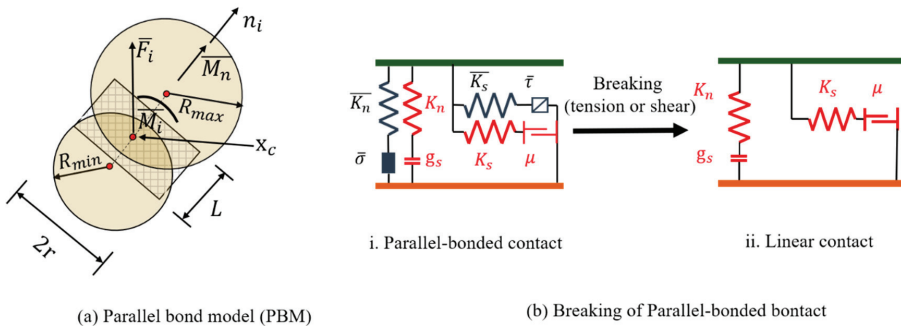 n_i
F̅_i
M̅_n
R_max
M̅_i
x_c
R_min
L
2r
(a) Parallel bond model (PBM)
K̅_n
K_n
K̅_s
τ̅
σ̅
g_s
K_s
μ
i. Parallel-bonded contact
Breaking
(tension or shear)
K_n
K_s
μ
g_s
ii. Linear contact
(b) Breaking of Parallel-bonded bontact